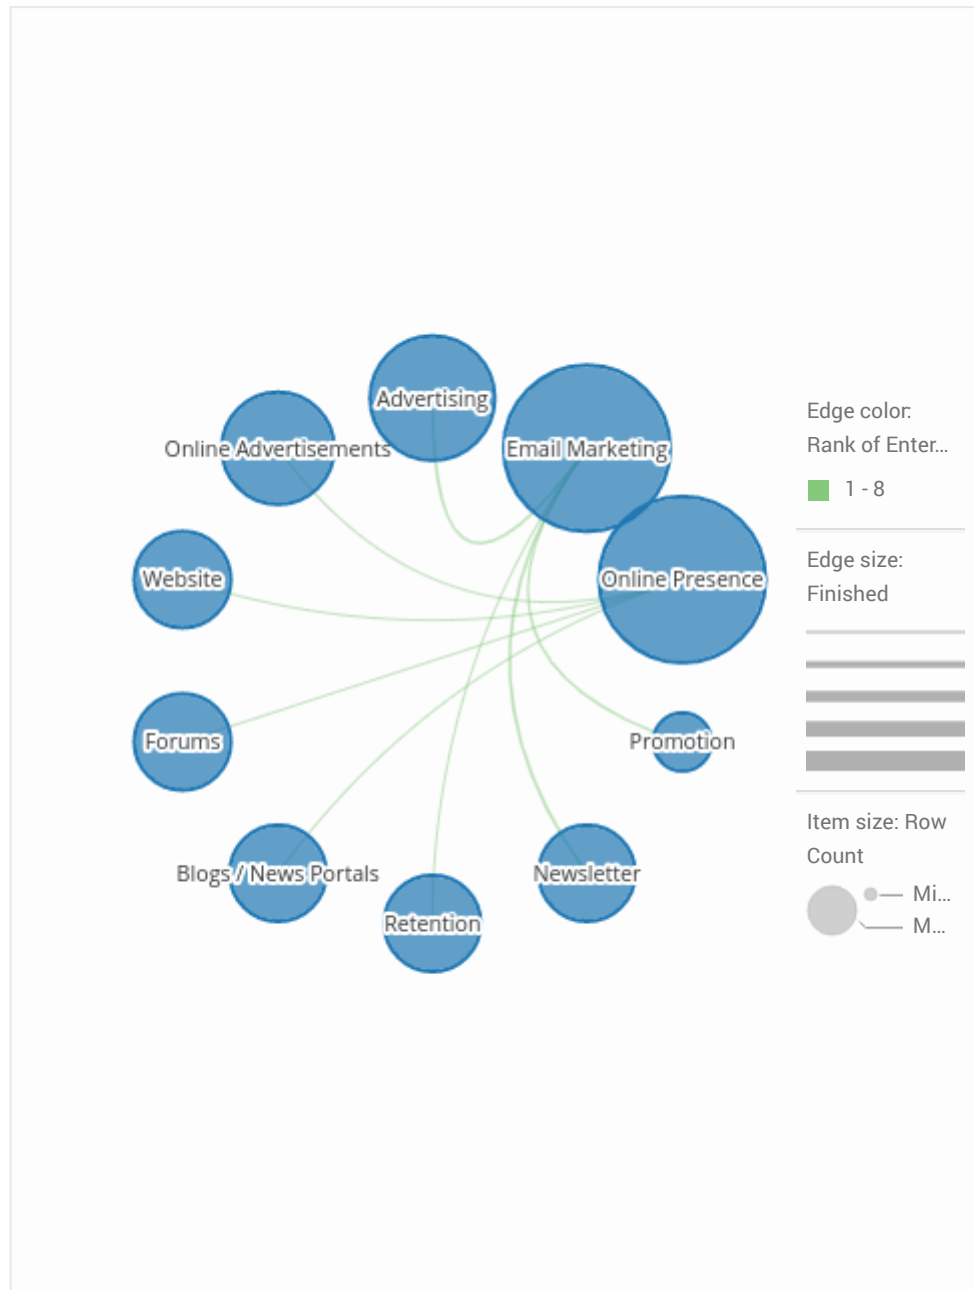 Advertising
Online Advertisements
Email Marketing
Website
Online Presence
Forums
Promotion
Blogs / News Portals
Newsletter
Retention
Edge color:
Rank of Enter...
1 - 8
Edge size:
Finished
Item size: Row
Count
Mi...
M...